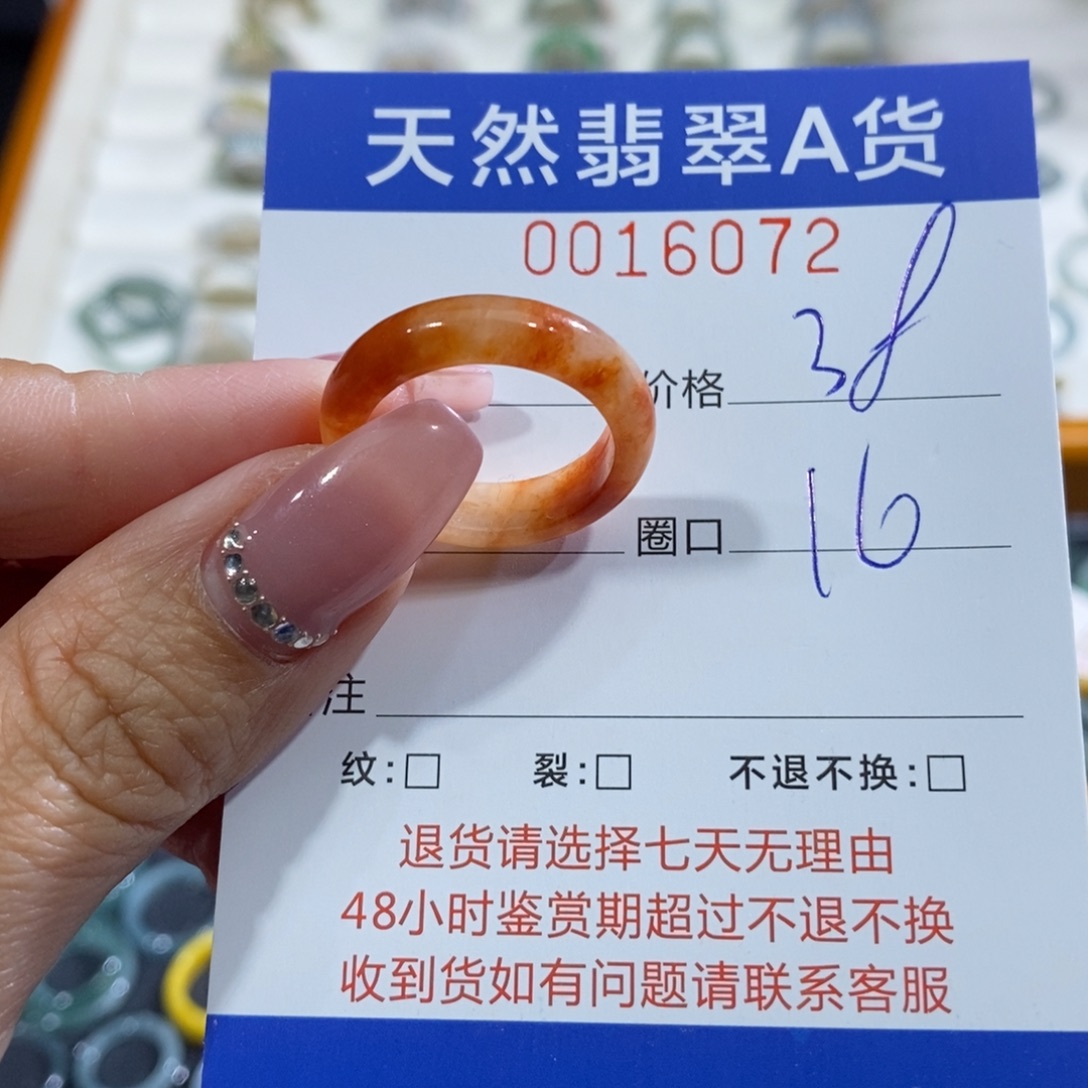 天然翡翠A货
0016072
价格 38
圈口 16
注
纹:□ 裂:□ 不退不换:□
退货请选择七天无理由
48小时鉴赏期超过不退不换
收到货如有问题请联系客服